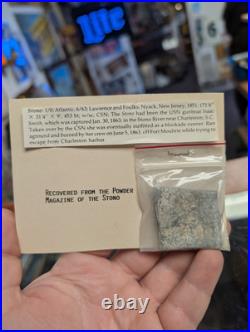 Stono: US/ Atlantic; 6/63; Lawrence and Foulks; Nyack, New Jersey; 1851; 171'6"
X 31'4" X 9'; 453 bt; w/sc; CSN; The Stono had been the USN gunboat Isaac
Smith, which was captured Jan. 30, 1863, in the Stono River near Charleston, S.C.
Taken over by the CSN she was eventually outfitted as a blockade runner. Ran
aground and burned by her crew on June 5, 1863, off Fort Moultrie while trying to
escape from Charleston harbor.
RECOVERED FROM THE POWDER
MAGAZINE OF THE STONO